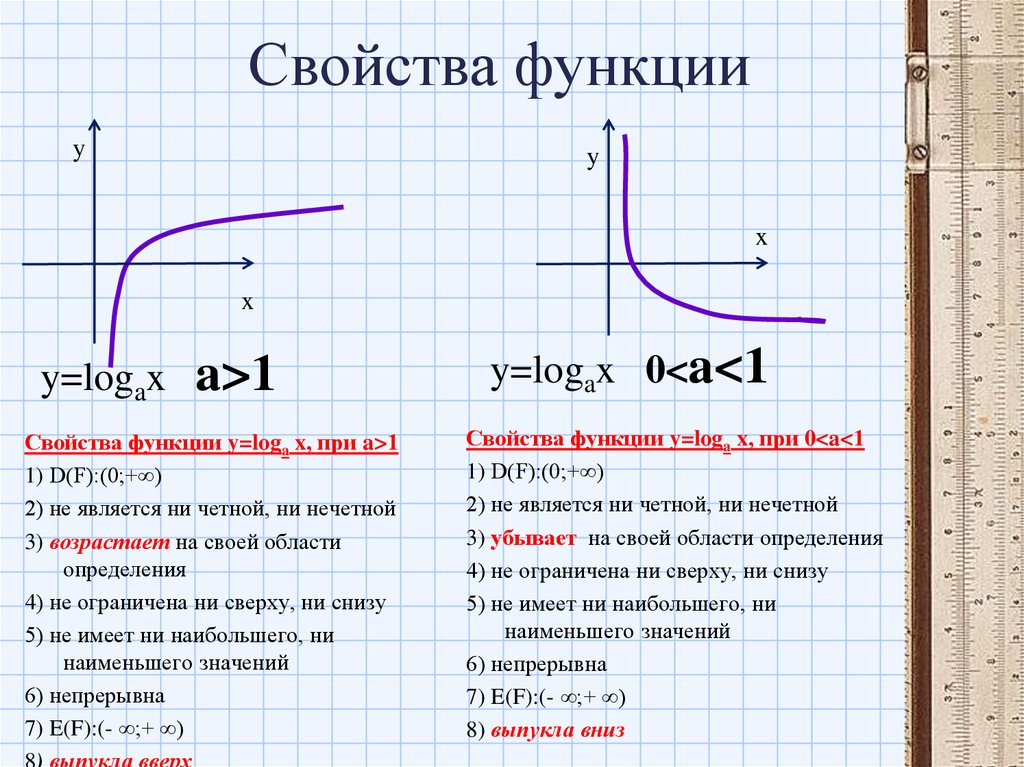 Свойства функции
y
y
x
x
y=logax a>1
y=logax 0<a<1
Свойства функции y=loga x, при a>1
1) D(F):(0;+∞)
2) не является ни четной, ни нечетной
3) возрастает на своей области
определения
4) не ограничена ни сверху, ни снизу
5) не имеет ни наибольшего, ни
наименьшего значений
6) непрерывна
7) E(F):(- ∞;+ ∞)
8) выпукла вверх
Свойства функции y=loga x, при 0<a<1
1) D(F):(0;+∞)
2) не является ни четной, ни нечетной
3) убывает на своей области определения
4) не ограничена ни сверху, ни снизу
5) не имеет ни наибольшего, ни
наименьшего значений
6) непрерывна
7) E(F):(- ∞;+ ∞)
8) выпукла вниз